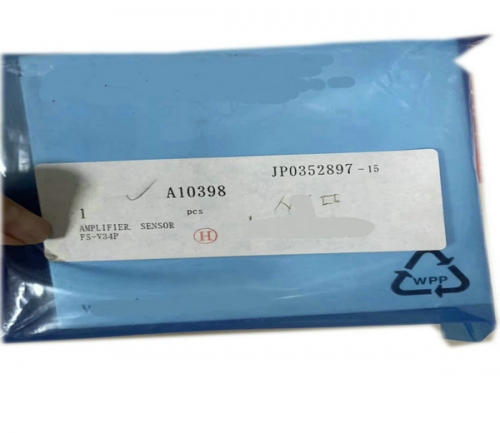 JP0352897-15
A10398
1 pcs
AMPLIFIER SENSOR
FS-V34P
H
WPP